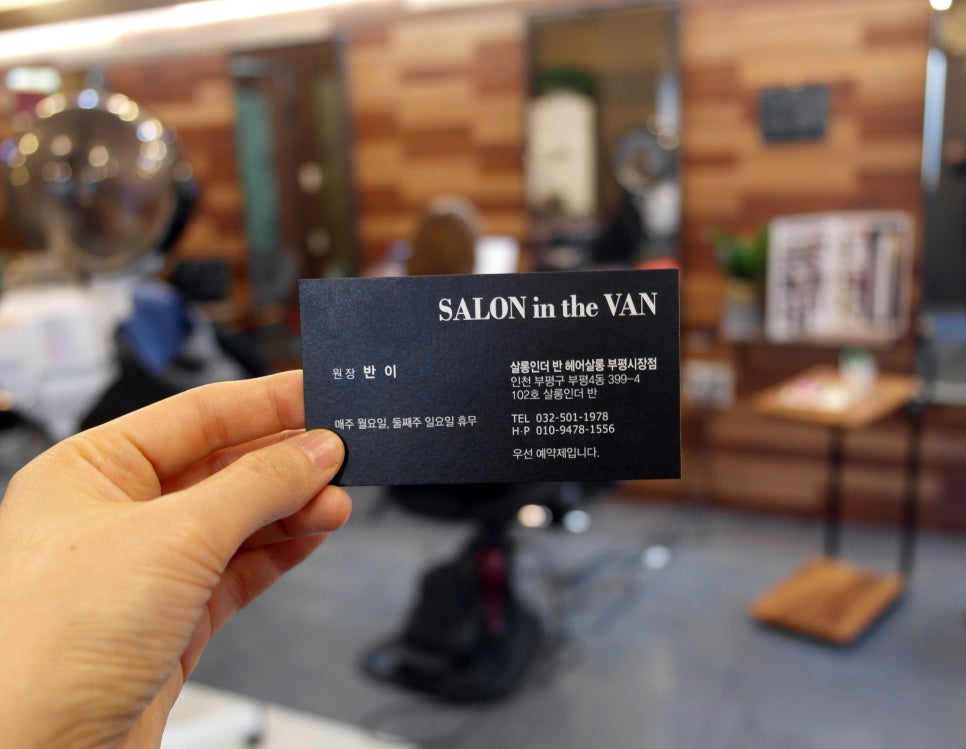 SALON in the VAN
원장 반 이
매주 월요일, 둘째주 일요일 휴무
살롱인더 반 헤어살롱 부평시장점
인천 부평구 부평4동 399-4
102호 살롱인더 반
TEL 032-501-1978
H·P 010-9478-1556
우선 예약제입니다.